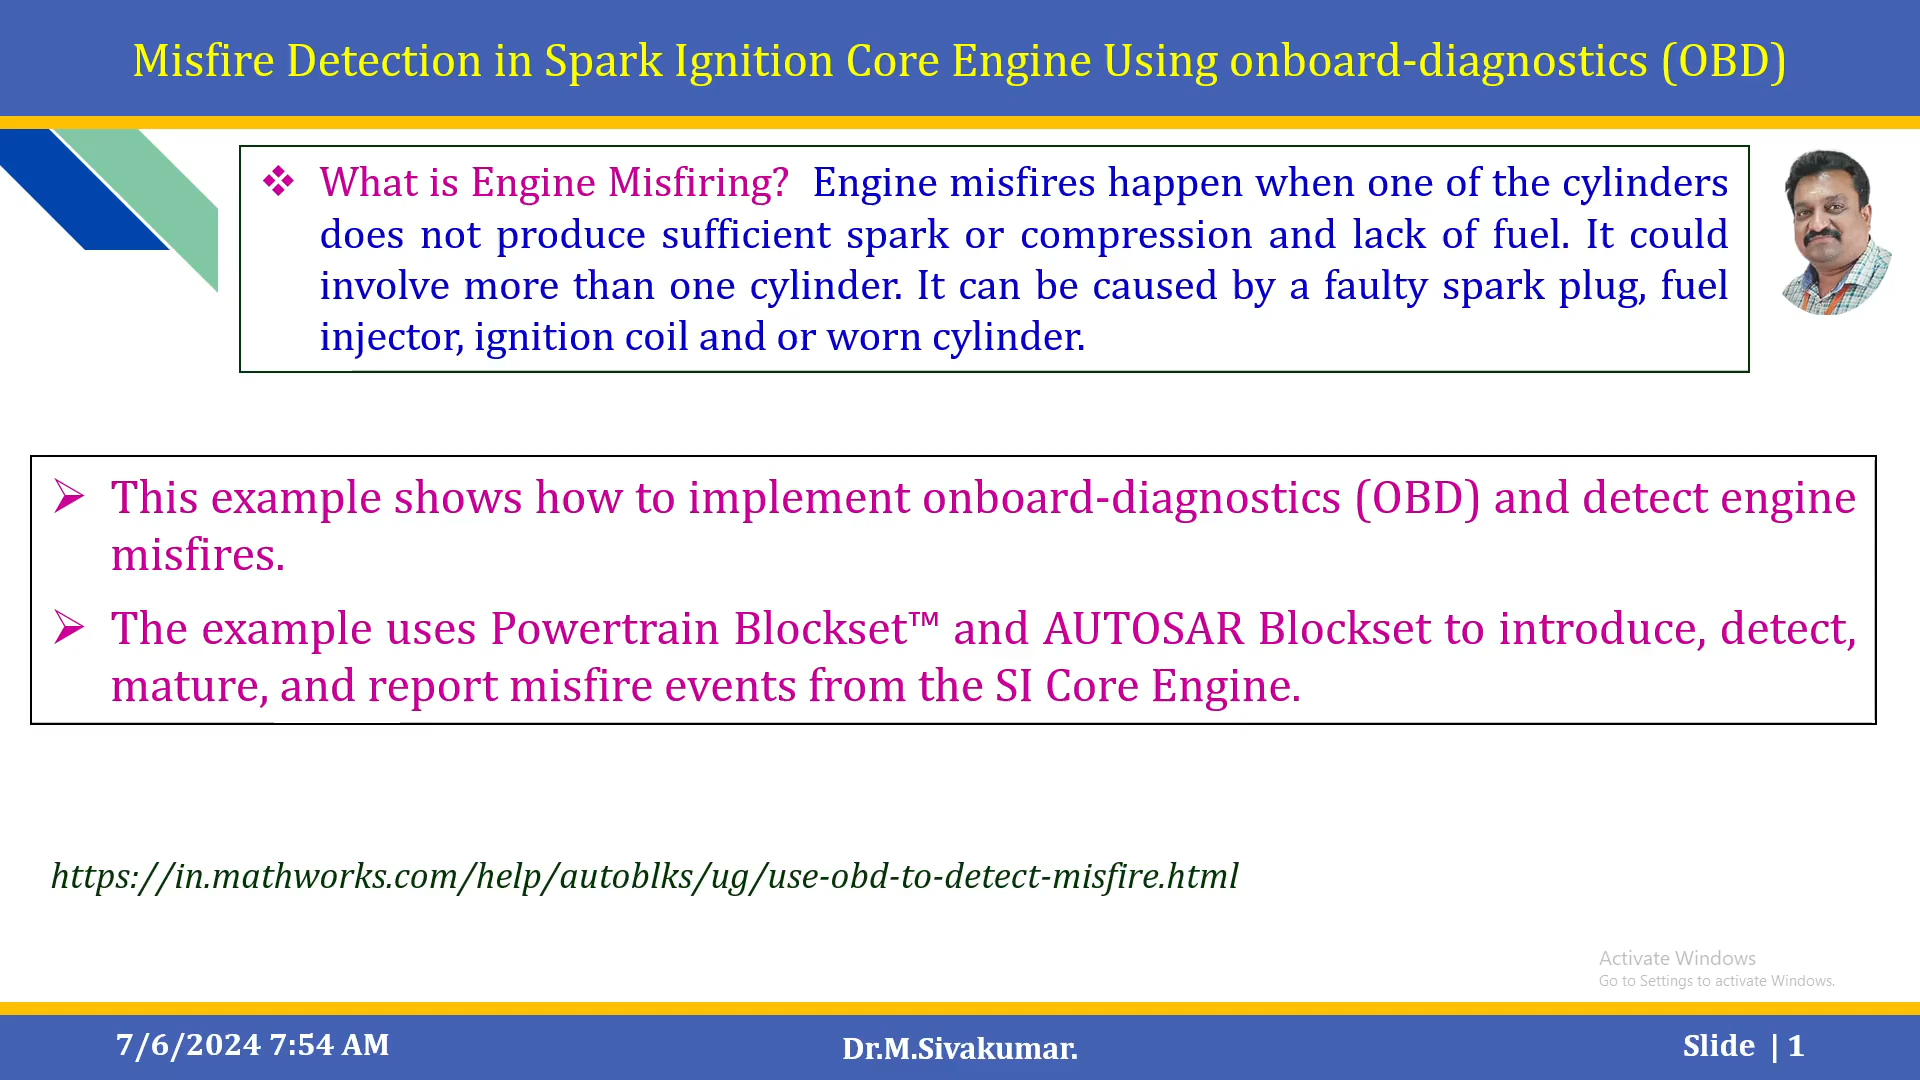 Misfire Detection in Spark Ignition Core Engine Using onboard-diagnostics (OBD)
❖ What is Engine Misfiring?  Engine misfires happen when one of the cylinders
does not produce sufficient spark or compression and lack of fuel. It could
involve more than one cylinder. It can be caused by a faulty spark plug, fuel
injector, ignition coil and or worn cylinder.
➢ This example shows how to implement onboard-diagnostics (OBD) and detect engine
misfires.
➢ The example uses Powertrain Blockset™ and AUTOSAR Blockset to introduce, detect,
mature, and report misfire events from the SI Core Engine.
https://in.mathworks.com/help/autoblks/ug/use-obd-to-detect-misfire.html
Activate Windows
Go to Settings to activate Windows.
7/6/2024 7:54 AM
Dr.M.Sivakumar.
Slide | 1